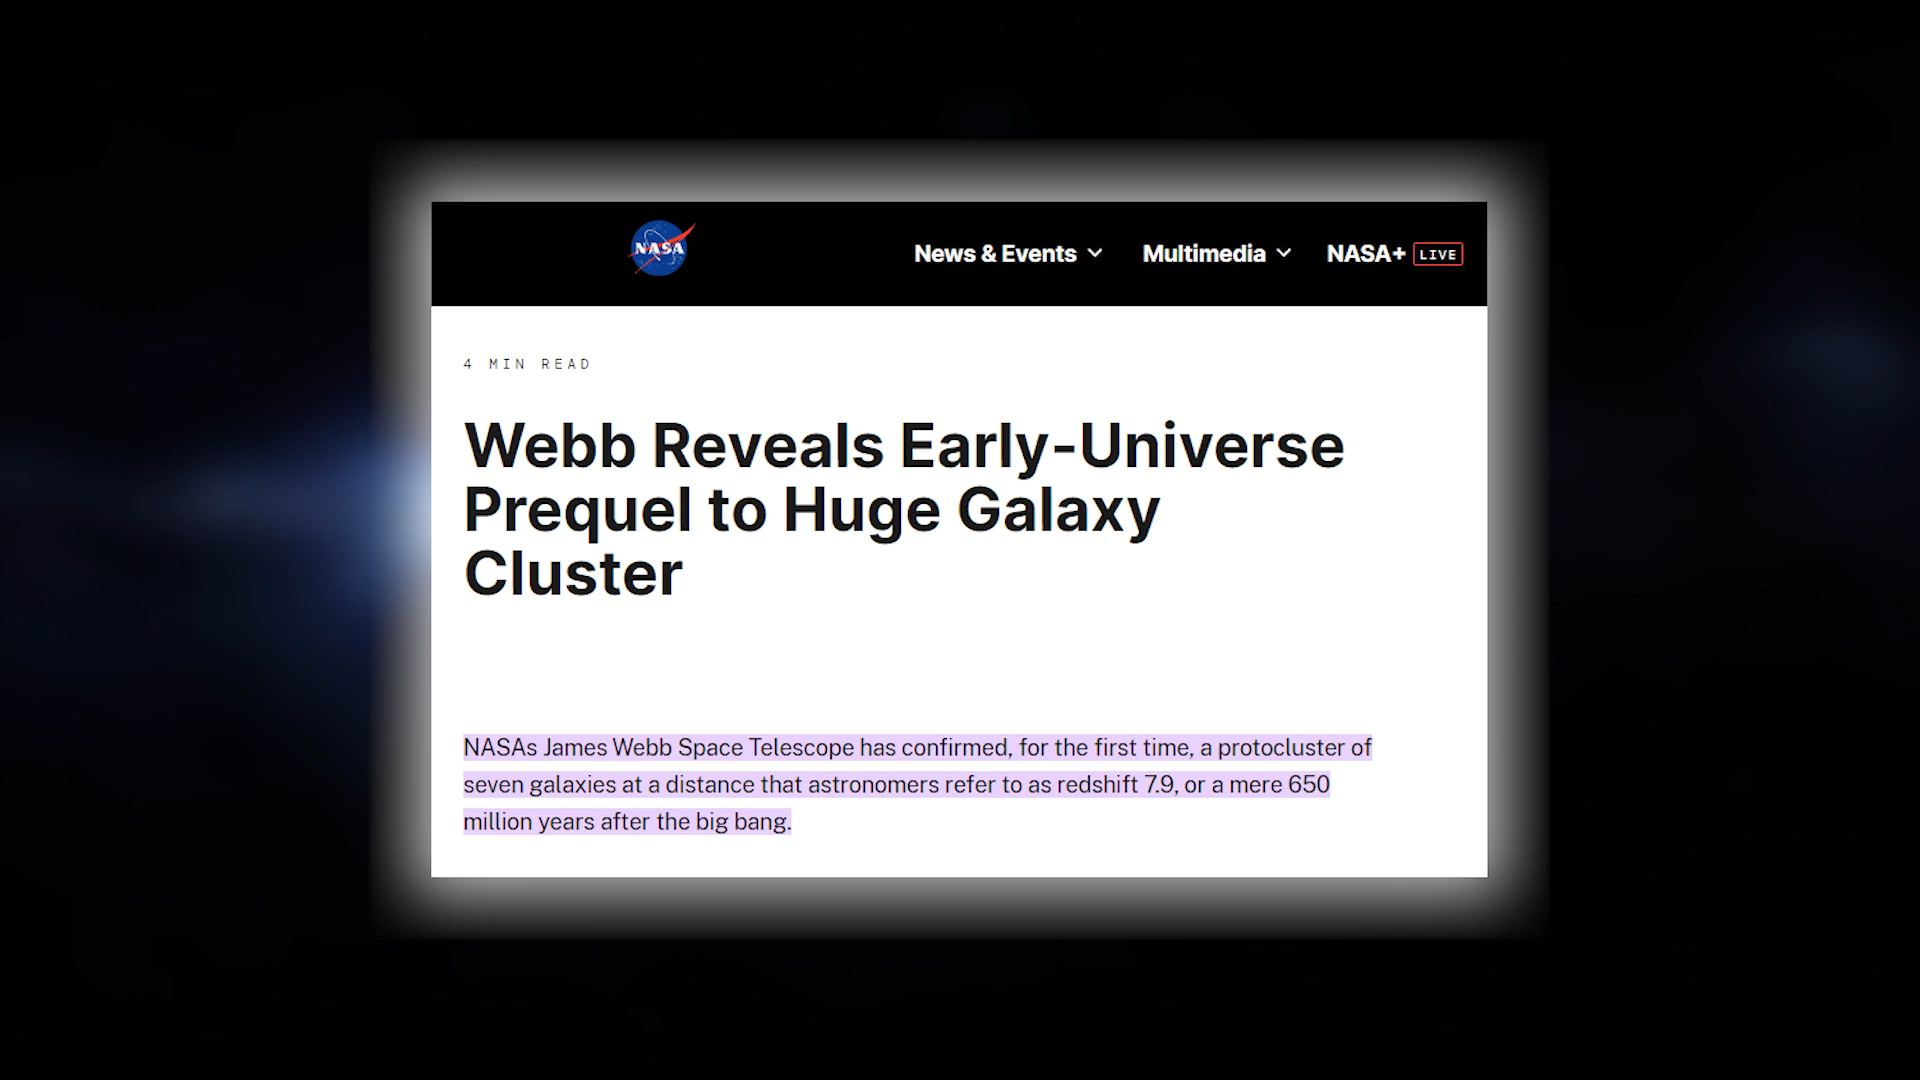 NASA
News & Events
Multimedia
NASA+ LIVE
4 MIN READ
Webb Reveals Early-Universe
Prequel to Huge Galaxy
Cluster
NASAs James Webb Space Telescope has confirmed, for the first time, a protocluster of
seven galaxies at a distance that astronomers refer to as redshift 7.9, or a mere 650
million years after the big bang.